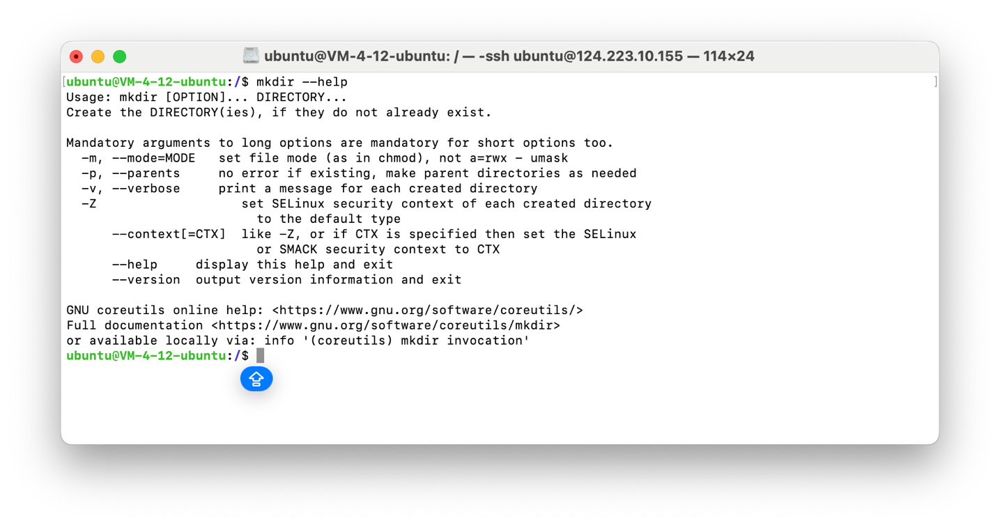 ubuntu@VM-4-12-ubuntu: / — -ssh ubuntu@124.223.10.155 — 114×24
[ubuntu@VM-4-12-ubuntu:/$ mkdir --help ]
Usage: mkdir [OPTION]... DIRECTORY...
Create the DIRECTORY(ies), if they do not already exist.

Mandatory arguments to long options are mandatory for short options too.
  -m, --mode=MODE   set file mode (as in chmod), not a=rwx - umask
  -p, --parents     no error if existing, make parent directories as needed
  -v, --verbose     print a message for each created directory
  -Z                   set SELinux security context of each created directory
                         to the default type
      --context[=CTX]  like -Z, or if CTX is specified then set the SELinux
                         or SMACK security context to CTX
      --help     display this help and exit
      --version  output version information and exit

GNU coreutils online help: <https://www.gnu.org/software/coreutils/>
Full documentation <https://www.gnu.org/software/coreutils/mkdir>
or available locally via: info '(coreutils) mkdir invocation'
ubuntu@VM-4-12-ubuntu:/$